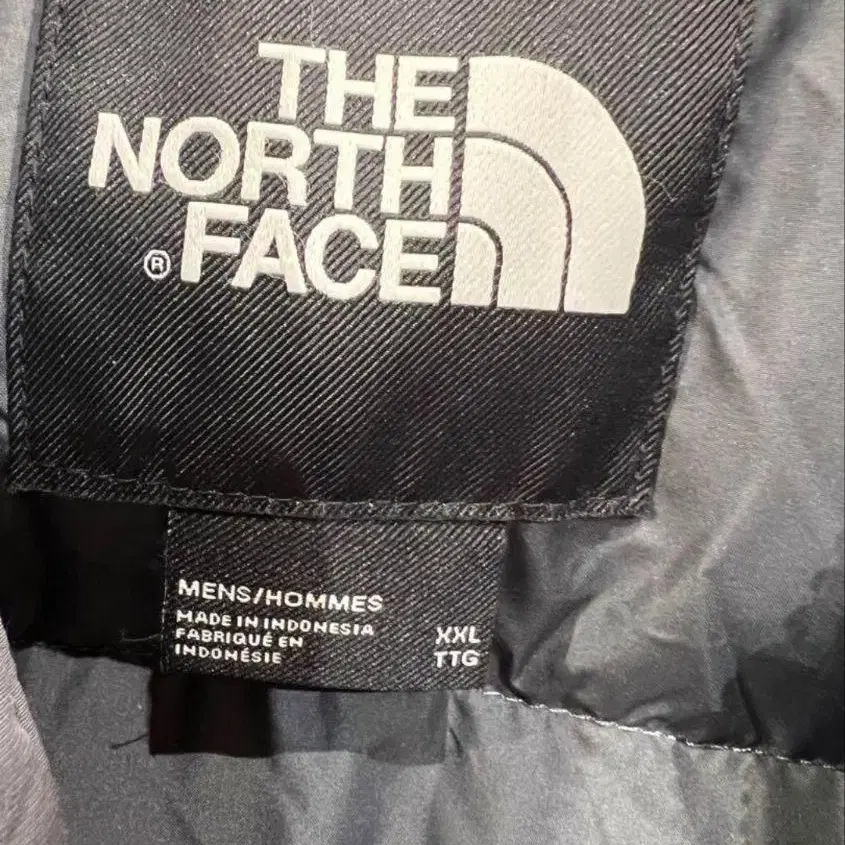 THE
NORTH
®FACE
MENS/HOMMES
MADE IN INDONESIA
FABRIQUÉ EN
INDONÉSIE
XXL
TTG